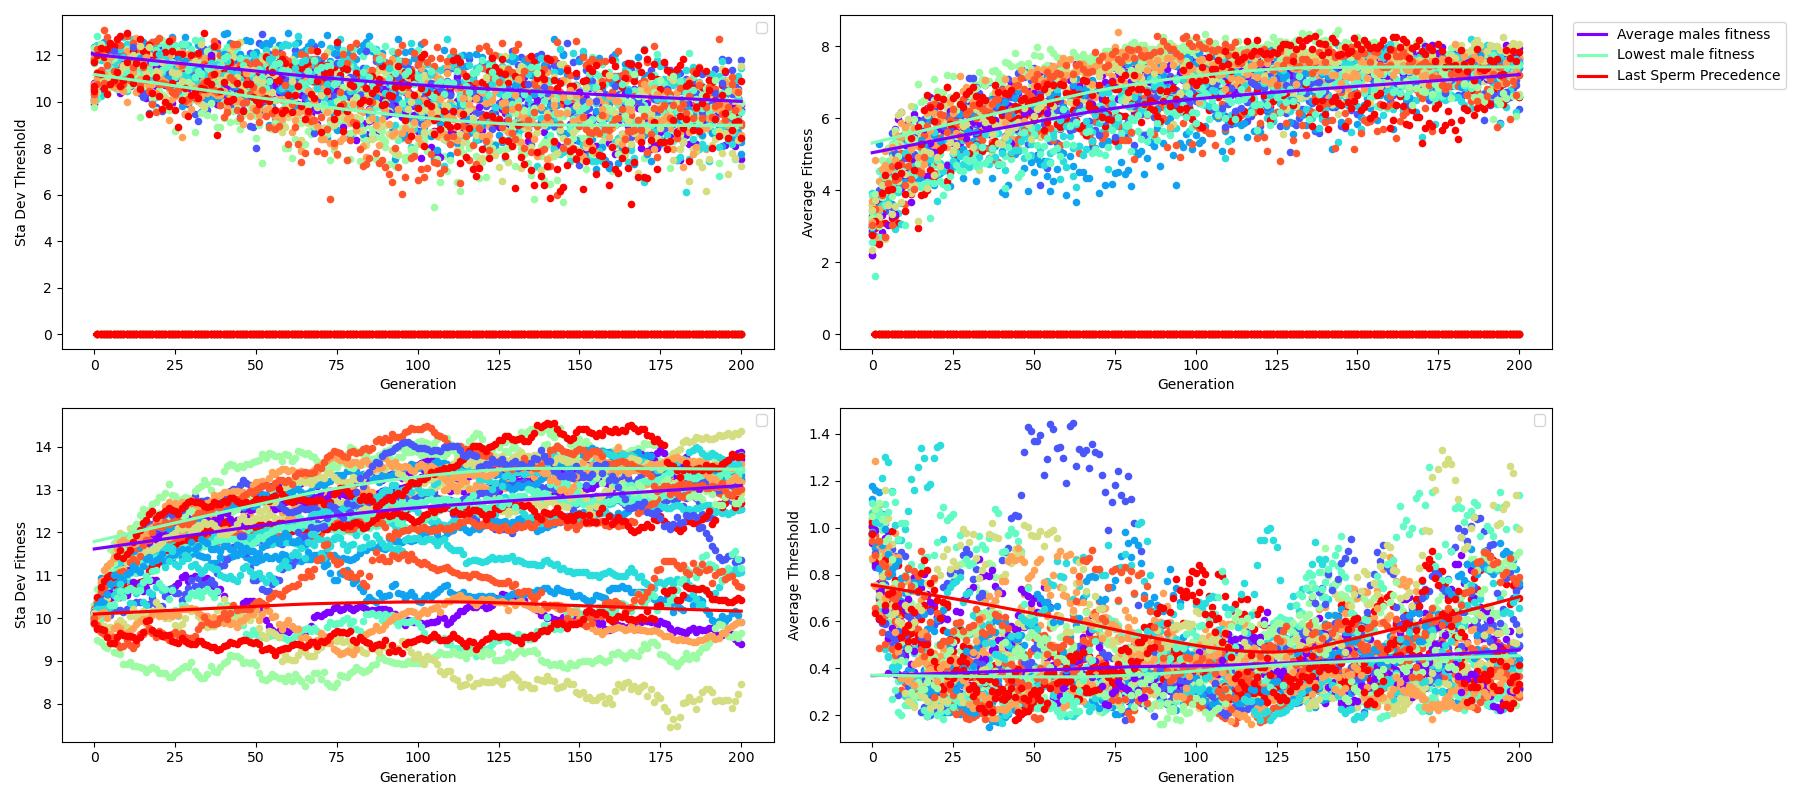 Sta Dev Threshold
12
10
8
6
4
2
0
0 25 50 75 100 125 150 175 200
Generation
Average Fitness
8
6
4
2
0
0 25 50 75 100 125 150 175 200
Generation
Average males fitness
Lowest male fitness
Last Sperm Precedence
Sta Dev Fitness
14
13
12
11
10
9
8
0 25 50 75 100 125 150 175 200
Generation
Average Threshold
1.4
1.2
1.0
0.8
0.6
0.4
0.2
0 25 50 75 100 125 150 175 200
Generation